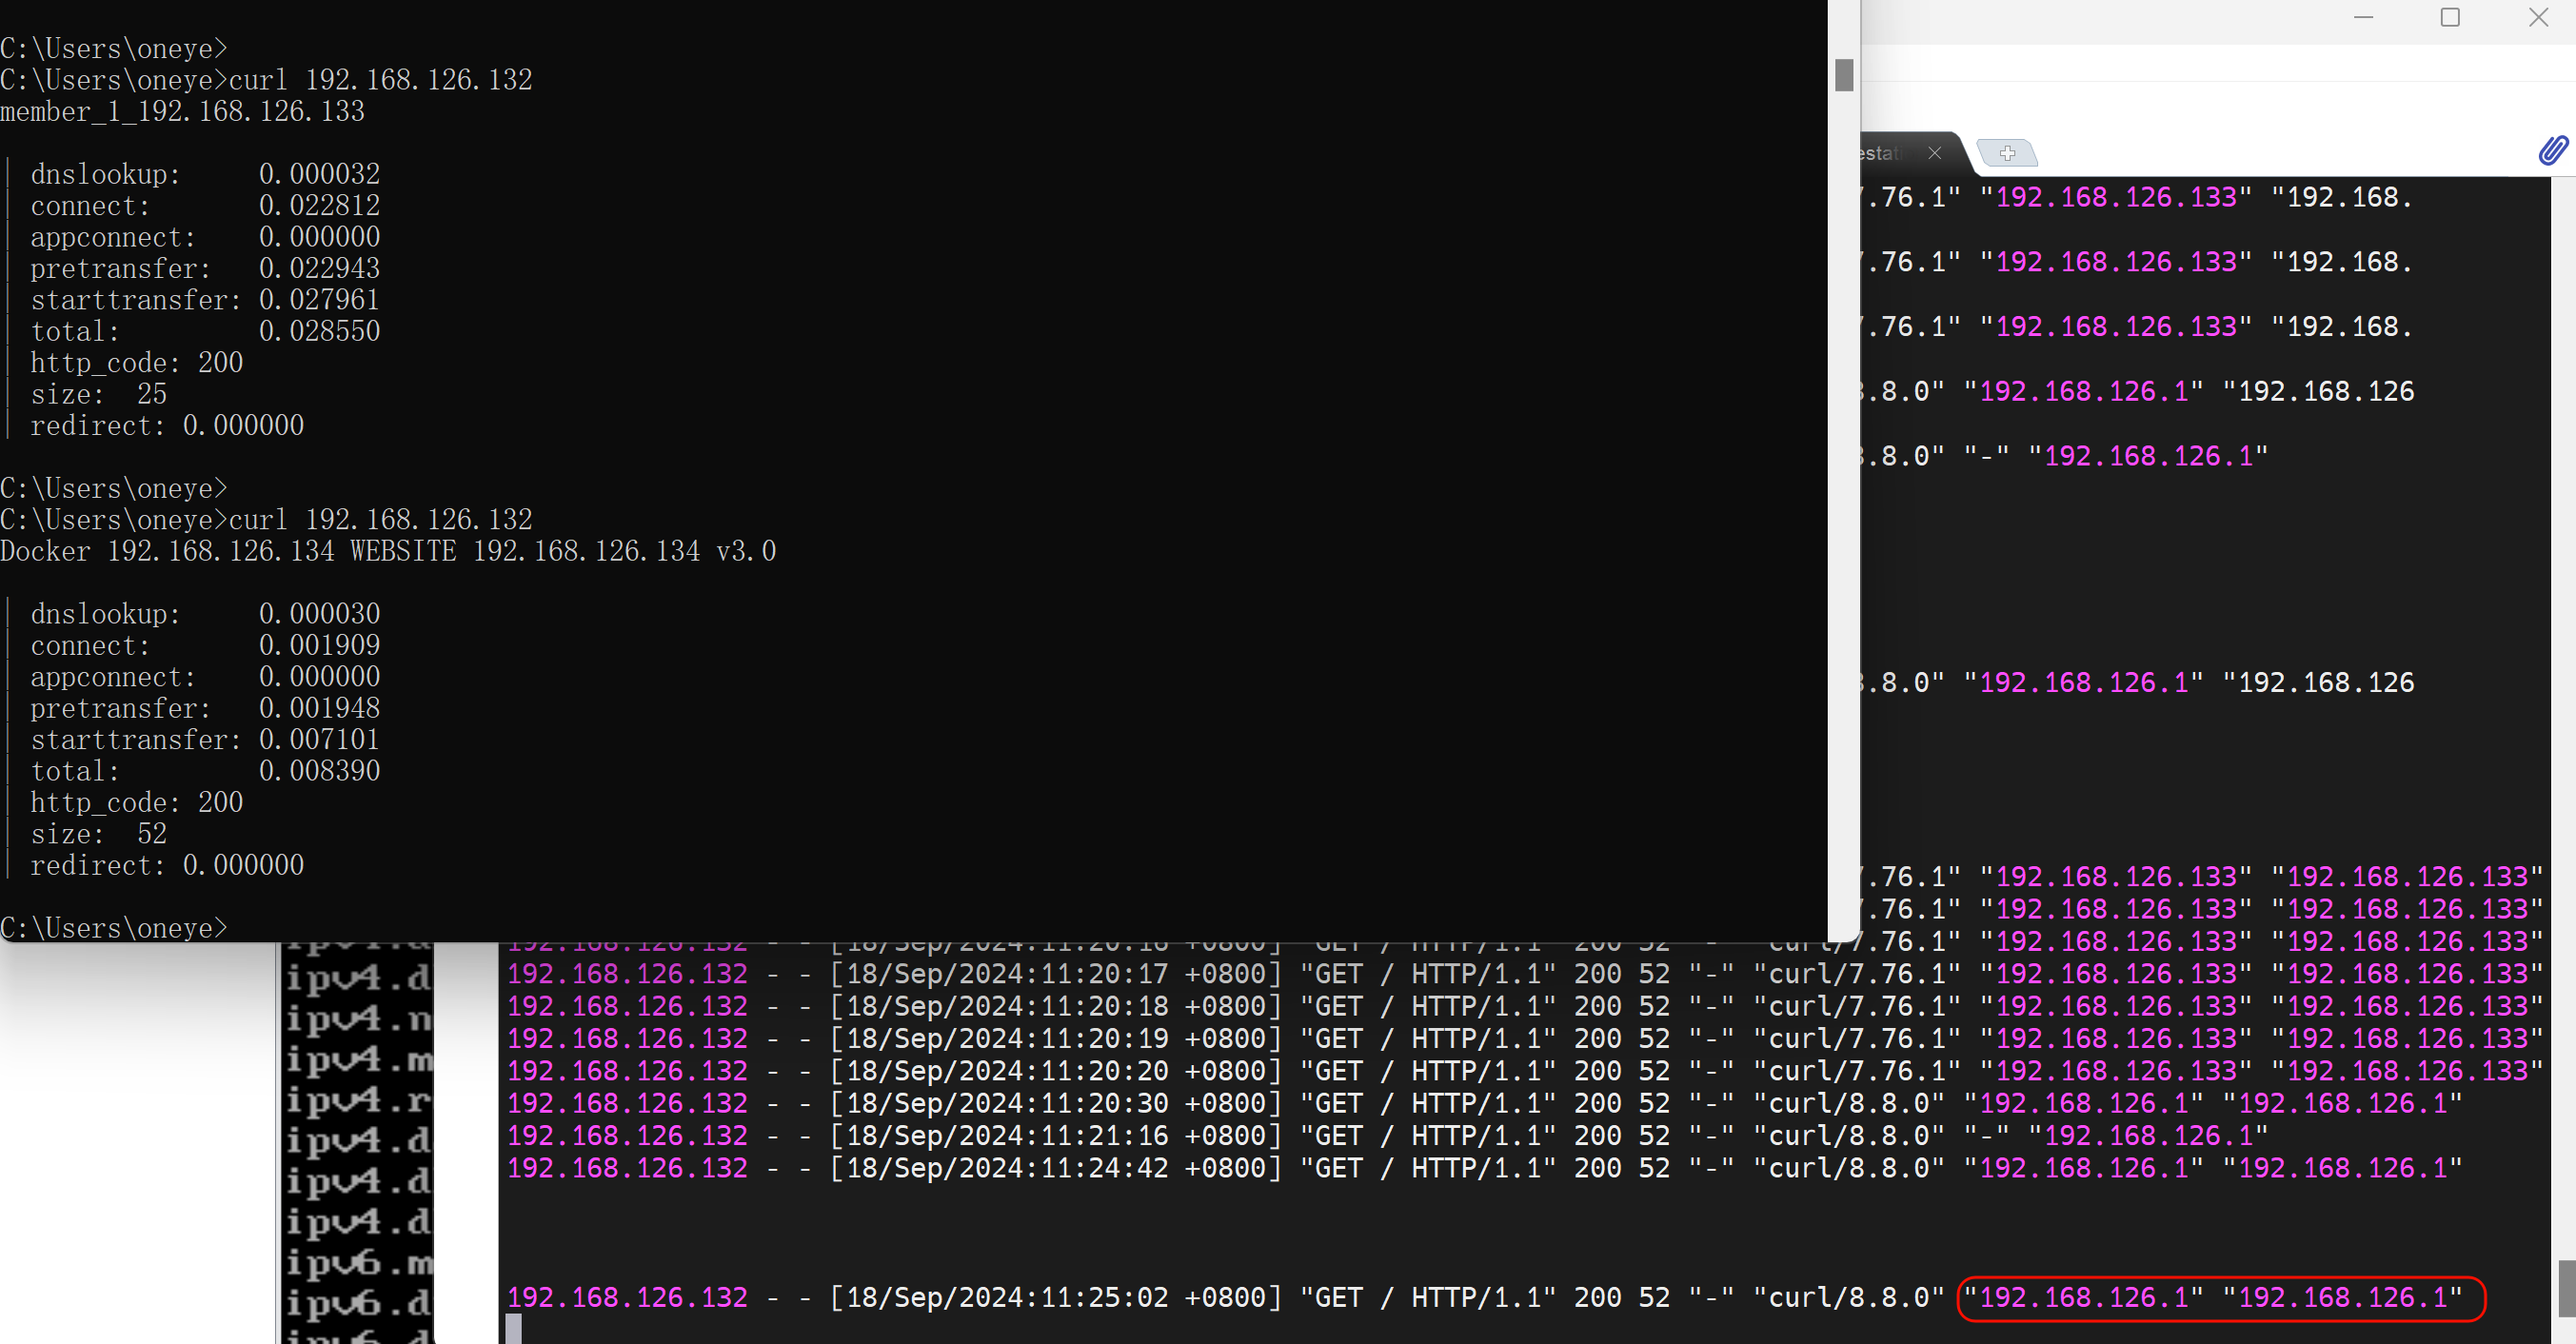 C:\Users\oneye>
C:\Users\oneye>curl 192.168.126.132
member_1_192.168.126.133
| dnslookup:     0.000032
| connect:       0.022812
| appconnect:    0.000000
| pretransfer:   0.022943
| starttransfer: 0.027961
| total:         0.028550
| http_code: 200
| size:  25
| redirect: 0.000000
C:\Users\oneye>
C:\Users\oneye>curl 192.168.126.132
Docker 192.168.126.134 WEBSITE 192.168.126.134 v3.0
| dnslookup:     0.000030
| connect:       0.001909
| appconnect:    0.000000
| pretransfer:   0.001948
| starttransfer: 0.007101
| total:         0.008390
| http_code: 200
| size:  52
| redirect: 0.000000
C:\Users\oneye>
.76.1" "192.168.126.133" "192.168.
.76.1" "192.168.126.133" "192.168.
.76.1" "192.168.126.133" "192.168.
.8.0" "192.168.126.1" "192.168.126
.8.0" "-" "192.168.126.1"
.8.0" "192.168.126.1" "192.168.126
.76.1" "192.168.126.133" "192.168.126.133"
.76.1" "192.168.126.133" "192.168.126.133"
.76.1" "192.168.126.133" "192.168.126.133"
192.168.126.132 - - [18/Sep/2024:11:20:17 +0800] "GET / HTTP/1.1" 200 52 "-" "curl/7.76.1" "192.168.126.133" "192.168.126.133"
192.168.126.132 - - [18/Sep/2024:11:20:18 +0800] "GET / HTTP/1.1" 200 52 "-" "curl/7.76.1" "192.168.126.133" "192.168.126.133"
192.168.126.132 - - [18/Sep/2024:11:20:19 +0800] "GET / HTTP/1.1" 200 52 "-" "curl/7.76.1" "192.168.126.133" "192.168.126.133"
192.168.126.132 - - [18/Sep/2024:11:20:20 +0800] "GET / HTTP/1.1" 200 52 "-" "curl/7.76.1" "192.168.126.133" "192.168.126.133"
192.168.126.132 - - [18/Sep/2024:11:20:30 +0800] "GET / HTTP/1.1" 200 52 "-" "curl/8.8.0" "192.168.126.1" "192.168.126.1"
192.168.126.132 - - [18/Sep/2024:11:21:16 +0800] "GET / HTTP/1.1" 200 52 "-" "curl/8.8.0" "-" "192.168.126.1"
192.168.126.132 - - [18/Sep/2024:11:24:42 +0800] "GET / HTTP/1.1" 200 52 "-" "curl/8.8.0" "192.168.126.1" "192.168.126.1"
192.168.126.132 - - [18/Sep/2024:11:25:02 +0800] "GET / HTTP/1.1" 200 52 "-" "curl/8.8.0" "192.168.126.1" "192.168.126.1"
ipv4.d
ipv4.n
ipv4.m
ipv4.r
ipv4.d
ipv4.d
ipv4.d
ipv6.m
ipv6.d